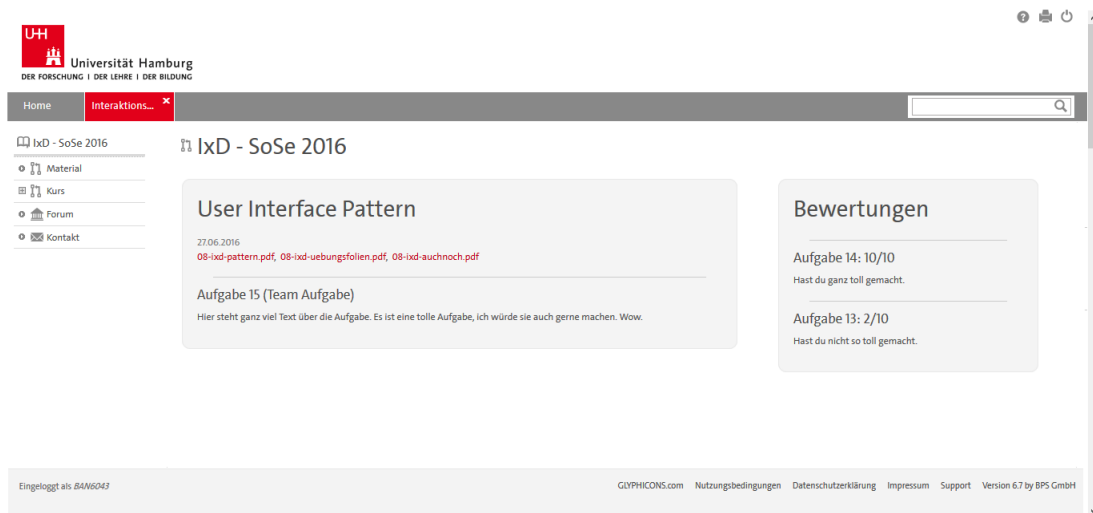 UH
Universität Hamburg
DER FORSCHUNG I DER LEHRE I DER BILDUNG
Home
Interaktions...
IxD - SoSe 2016
Material
Kurs
Forum
Kontakt
IxD - SoSe 2016
User Interface Pattern
27.06.2016
08-ixd-pattern.pdf, 08-ixd-uebungsfolien.pdf, 08-ixd-auchnoch.pdf
Aufgabe 15 (Team Aufgabe)
Hier steht ganz viel Text über die Aufgabe. Es ist eine tolle Aufgabe, ich würde sie auch gerne machen. Wow.
Bewertungen
Aufgabe 14: 10/10
Hast du ganz toll gemacht.
Aufgabe 13: 2/10
Hast du nicht so toll gemacht.
Eingeloggt als BAN6043
GLYPHICONS.com Nutzungsbedingungen Datenschutzerklärung Impressum Support Version 6.7 by BPS GmbH